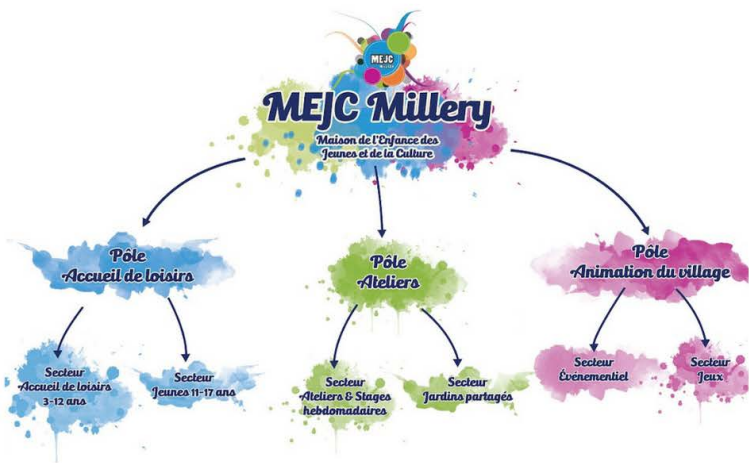 MEJC
MEJC Millery
Maison de l'Enfance des
Jeunes et de la Culture
Pôle
Accueil de loisirs
Pôle
Ateliers
Pôle
Animation du village
Secteur
Accueil de loisirs
3-12 ans
Secteur
Jeunes 11-17 ans
Secteur
Ateliers & Stages
hebdomadaires
Secteur
Jardins partagés
Secteur
Événementiel
Secteur
Jeux